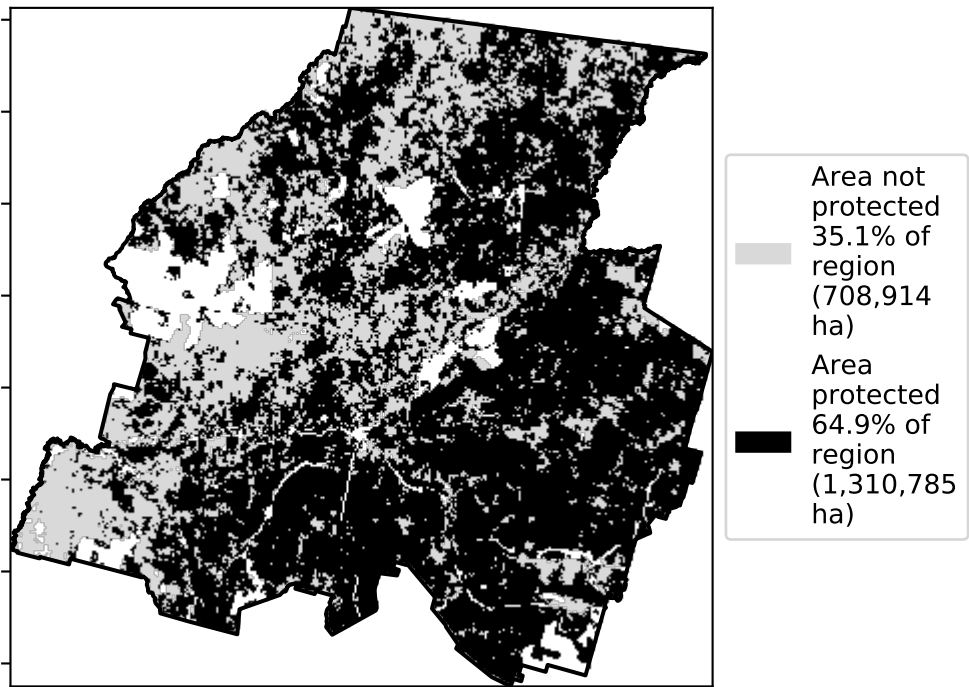 Area not
protected
35.1% of
region
(708,914
ha)
Area
protected
64.9% of
region
(1,310,785
ha)